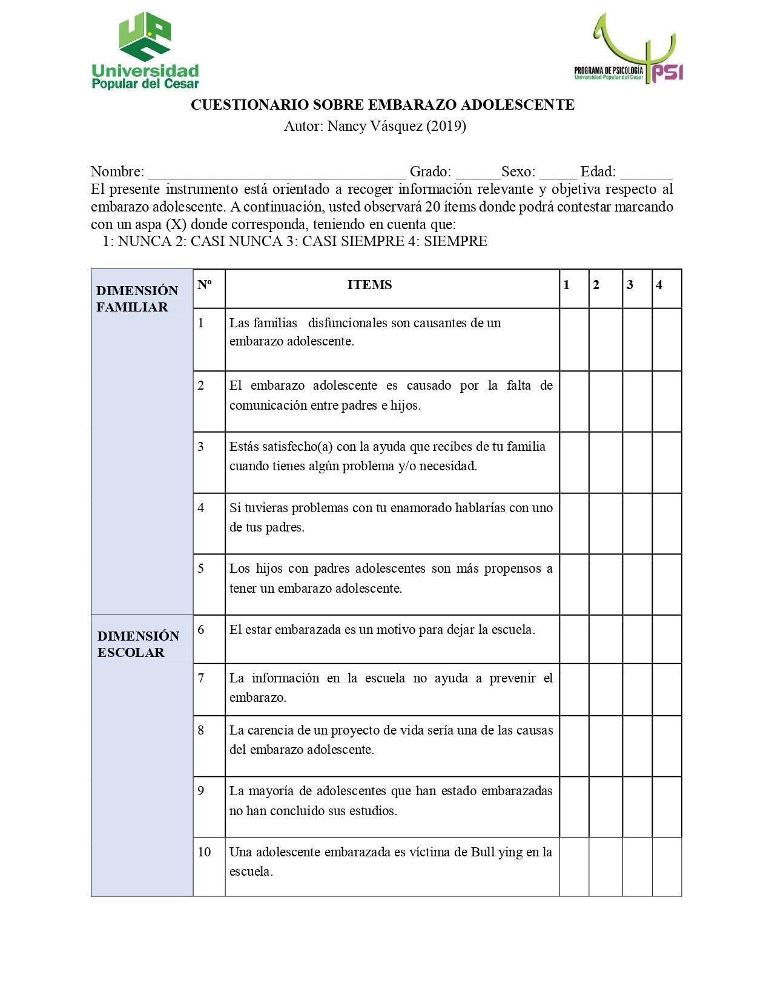 UPC
Universidad
Popular del Cesar
PROGRAMA DE PSICOLOGÍA
Universidad Popular del Cesar
PSI
CUESTIONARIO SOBRE EMBARAZO ADOLESCENTE
Autor: Nancy Vásquez (2019)
Nombre: __________________________________ Grado: ______Sexo: _____ Edad: _______
El presente instrumento está orientado a recoger información relevante y objetiva respecto al
embarazo adolescente. A continuación, usted observará 20 ítems donde podrá contestar marcando
con un aspa (X) donde corresponda, teniendo en cuenta que:
1: NUNCA 2: CASI NUNCA 3: CASI SIEMPRE 4: SIEMPRE
DIMENSIÓN
FAMILIAR
Nº ITEMS 1 2 3 4
1 Las familias disfuncionales son causantes de un
embarazo adolescente.
2 El embarazo adolescente es causado por la falta de
comunicación entre padres e hijos.
3 Estás satisfecho(a) con la ayuda que recibes de tu familia
cuando tienes algún problema y/o necesidad.
4 Si tuvieras problemas con tu enamorado hablarías con uno
de tus padres.
5 Los hijos con padres adolescentes son más propensos a
tener un embarazo adolescente.
DIMENSIÓN
ESCOLAR
6 El estar embarazada es un motivo para dejar la escuela.
7 La información en la escuela no ayuda a prevenir el
embarazo.
8 La carencia de un proyecto de vida sería una de las causas
del embarazo adolescente.
9 La mayoría de adolescentes que han estado embarazadas
no han concluido sus estudios.
10 Una adolescente embarazada es víctima de Bull ying en la
escuela.